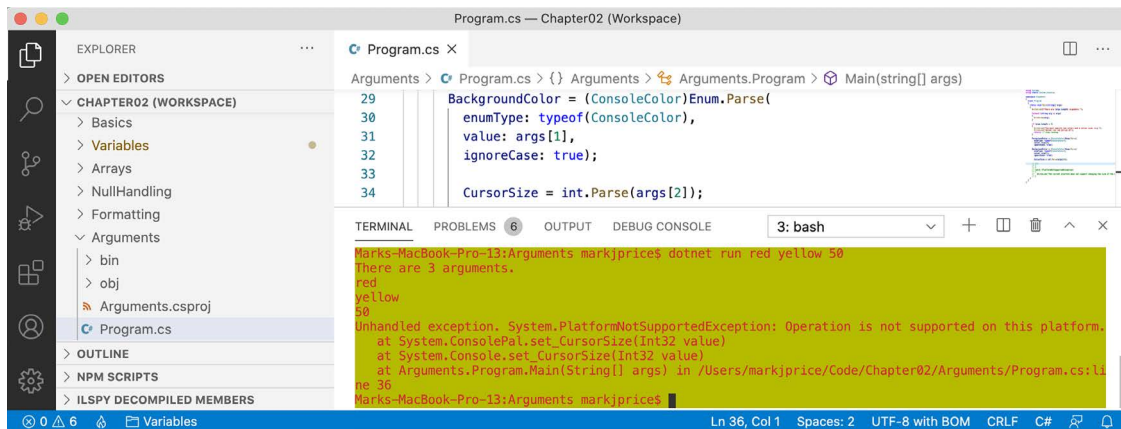 Program.cs — Chapter02 (Workspace)
EXPLORER
OPEN EDITORS
CHAPTER02 (WORKSPACE)
Basics
Variables
Arrays
NullHandling
Formatting
Arguments
bin
obj
Arguments.csproj
Program.cs
OUTLINE
NPM SCRIPTS
ILSPY DECOMPILED MEMBERS
C# Program.cs
Arguments > C# Program.cs > {} Arguments > Arguments.Program > Main(string[] args)
29 BackgroundColor = (ConsoleColor)Enum.Parse(
30 enumType: typeof(ConsoleColor),
31 value: args[1],
32 ignoreCase: true);
33
34 CursorSize = int.Parse(args[2]);
TERMINAL PROBLEMS 6 OUTPUT DEBUG CONSOLE 3: bash
Marks-MacBook-Pro-13:Arguments markjprice$ dotnet run red yellow 50
There are 3 arguments.
red
yellow
50
Unhandled exception. System.PlatformNotSupportedException: Operation is not supported on this platform.
at System.ConsolePal.set_CursorSize(Int32 value)
at System.Console.set_CursorSize(Int32 value)
at Arguments.Program.Main(String[] args) in /Users/markjprice/Code/Chapter02/Arguments/Program.cs:li
ne 36
Marks-MacBook-Pro-13:Arguments markjprice$
0 6 Variables Ln 36, Col 1 Spaces: 2 UTF-8 with BOM CRLF C#